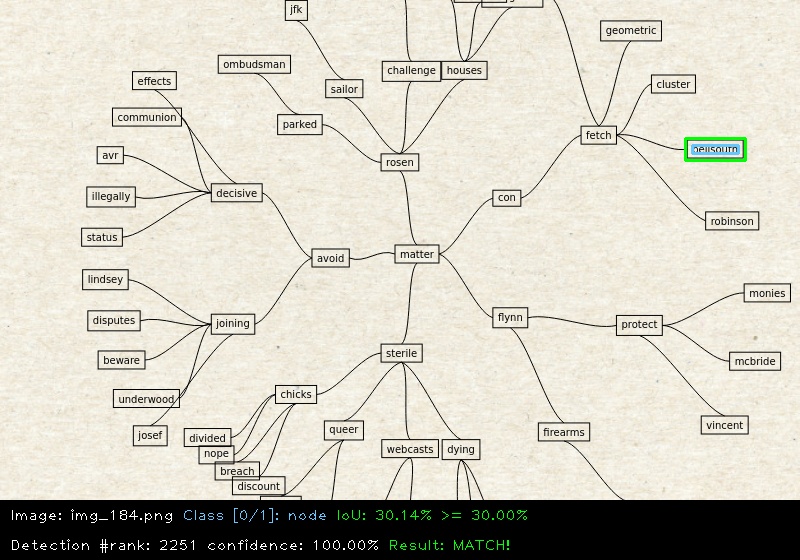 jfk
geometric
ombudsman
challenge
houses
effects
sailor
cluster
communion
parked
fetch
bellsouth
avr
rosen
illegally
decisive
con
robinson
status
avoid
matter
lindsey
monies
disputes
joining
flynn
protect
beware
sterile
mcbride
underwood
chicks
josef
divided
queer
firearms
vincent
nope
webcasts
dying
breach
discount
Image: img_184.png Class [0/1]: node IoU: 30.14% >= 30.00%
Detection #rank: 2251 confidence: 100.00% Result: MATCH!